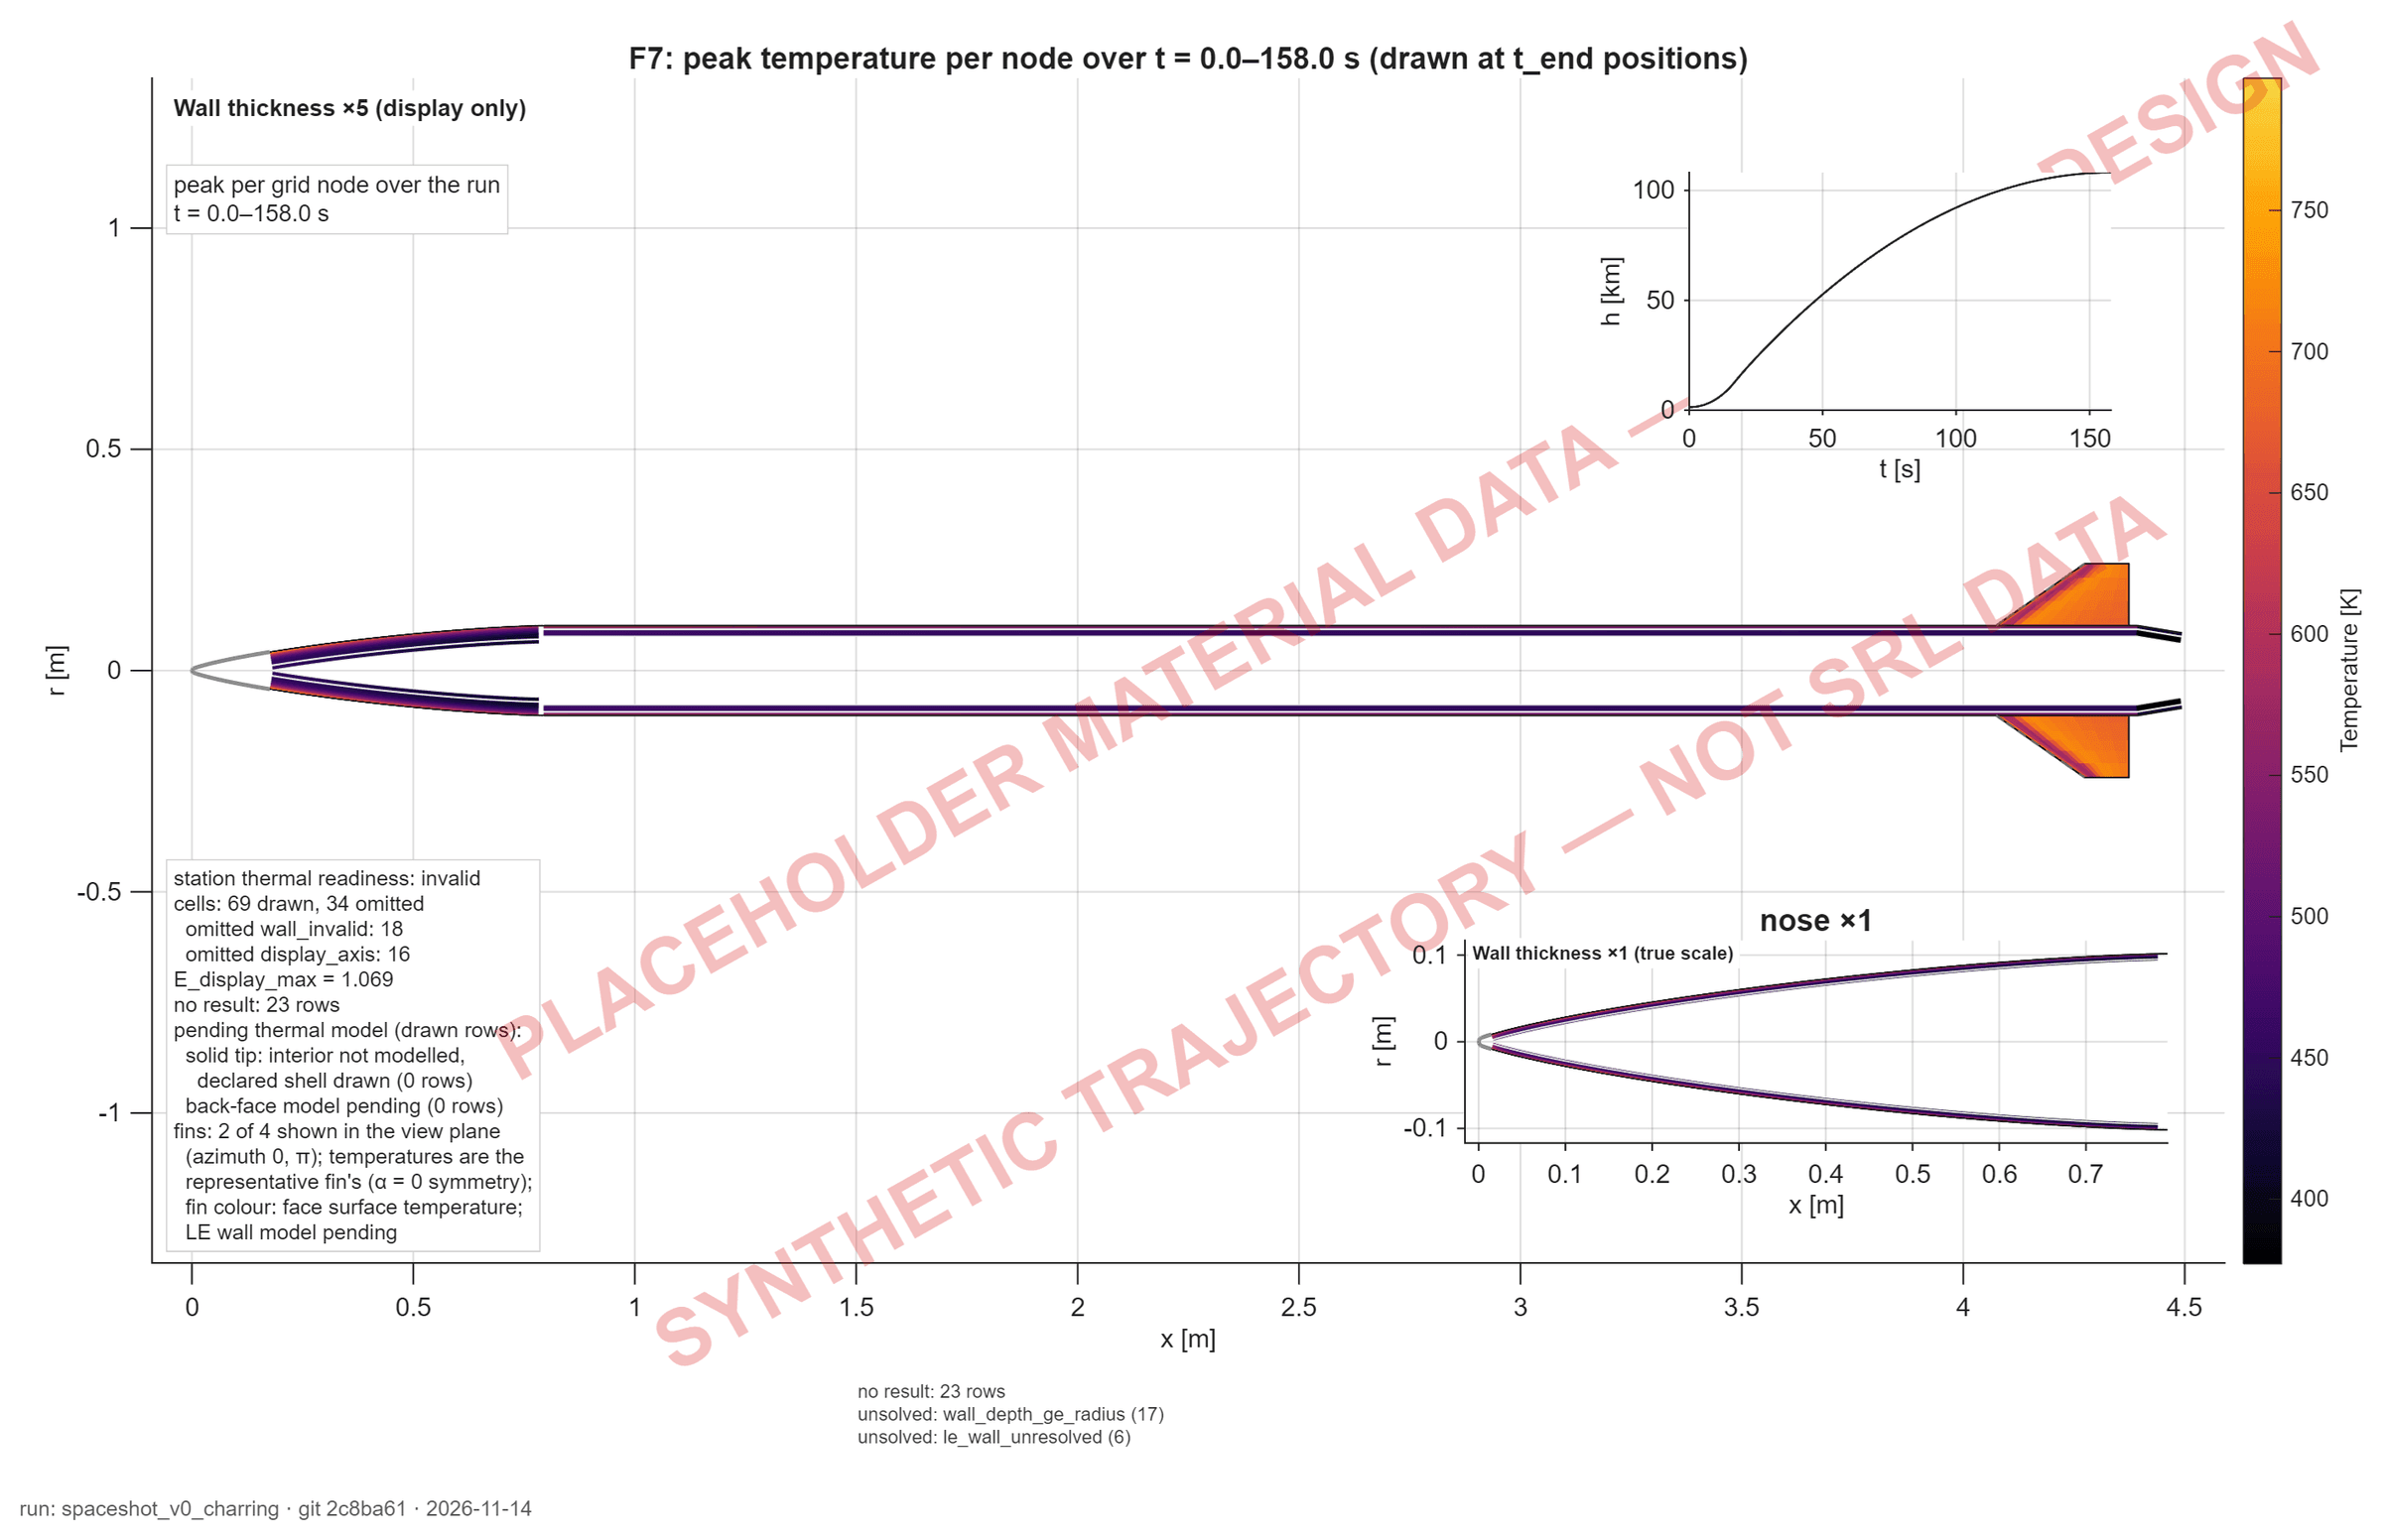 F7: peak temperature per node over t = 0.0–158.0 s (drawn at t_end positions)
Wall thickness ×5 (display only)
peak per grid node over the run
t = 0.0–158.0 s
PLACEHOLDER MATERIAL DATA — DESIGN
SYNTHETIC TRAJECTORY — NOT SRL DATA
100
50
0
h [km]
0 50 100 150
t [s]
1
0.5
0
-0.5
-1
r [m]
750
700
650
600
550
500
450
400
Temperature [K]
station thermal readiness: invalid
cells: 69 drawn, 34 omitted
omitted wall_invalid: 18
omitted display_axis: 16
E_display_max = 1.069
no result: 23 rows
pending thermal model (drawn rows):
solid tip: interior not modelled,
declared shell drawn (0 rows)
back-face model pending (0 rows)
fins: 2 of 4 shown in the view plane
(azimuth 0, π); temperatures are the
representative fin's (α = 0 symmetry);
fin colour: face surface temperature;
LE wall model pending
nose ×1
Wall thickness ×1 (true scale)
0.1
0
-0.1
r [m]
0 0.1 0.2 0.3 0.4 0.5 0.6 0.7
x [m]
0 0.5 1 1.5 2 2.5 3 3.5 4 4.5
x [m]
no result: 23 rows
unsolved: wall_depth_ge_radius (17)
unsolved: le_wall_unresolved (6)
run: spaceshot_v0_charring · git 2c8ba61 · 2026-11-14